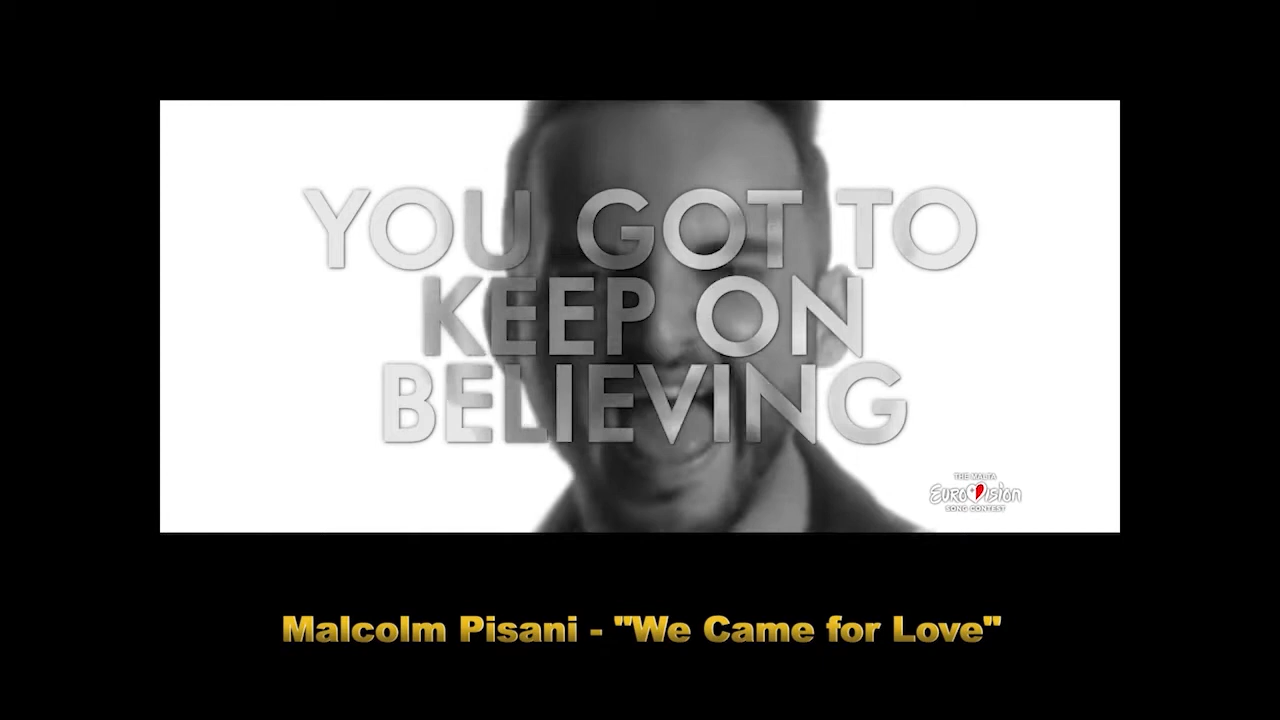 YOU GOT TO
KEEP ON
BELIEVING
THE MALTA
EUROVISION
SONG CONTEST
Malcolm Pisani - "We Came for Love"